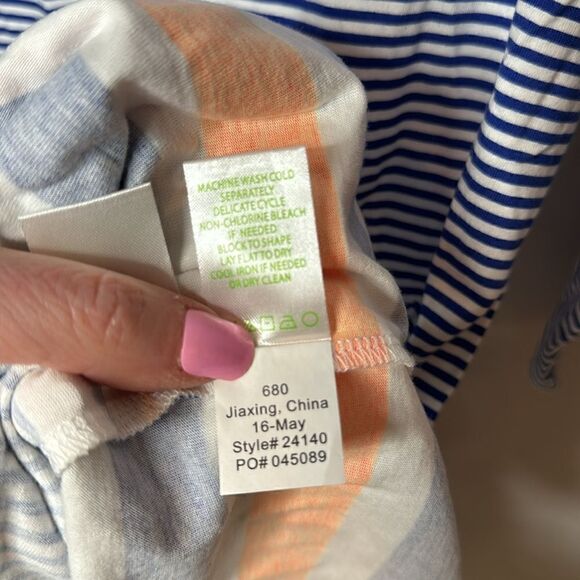 MACHINE WASH COLD
SEPARATELY
DELICATE CYCLE
NON-CHLORINE BLEACH
IF NEEDED
BLOCK TO SHAPE
LAY FLAT TO DRY
COOL IRON IF NEEDED
OR DRY CLEAN
680
Jiaxing, China
16-May
Style# 24140
PO# 045089